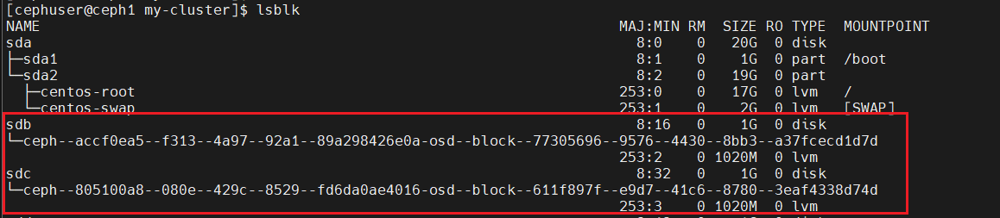 [cephuser@ceph1 my-cluster]$ lsblk
NAME MAJ:MIN RM SIZE RO TYPE MOUNTPOINT
sda 8:0 0 20G 0 disk
├─sda1 8:1 0 1G 0 part /boot
└─sda2 8:2 0 19G 0 part
├─centos-root 253:0 0 17G 0 lvm /
└─centos-swap 253:1 0 2G 0 lvm [SWAP]
sdb 8:16 0 1G 0 disk
└─ceph--accf0ea5--f313--4a97--92a1--89a298426e0a-osd--block--77305696--9576--4430--8bb3--a37fcecd1d7d
253:2 0 1020M 0 lvm
sdc 8:32 0 1G 0 disk
└─ceph--805100a8--080e--429c--8529--fd6da0ae4016-osd--block--611f897f--e9d7--41c6--8780--3eaf4338d74d
253:3 0 1020M 0 lvm